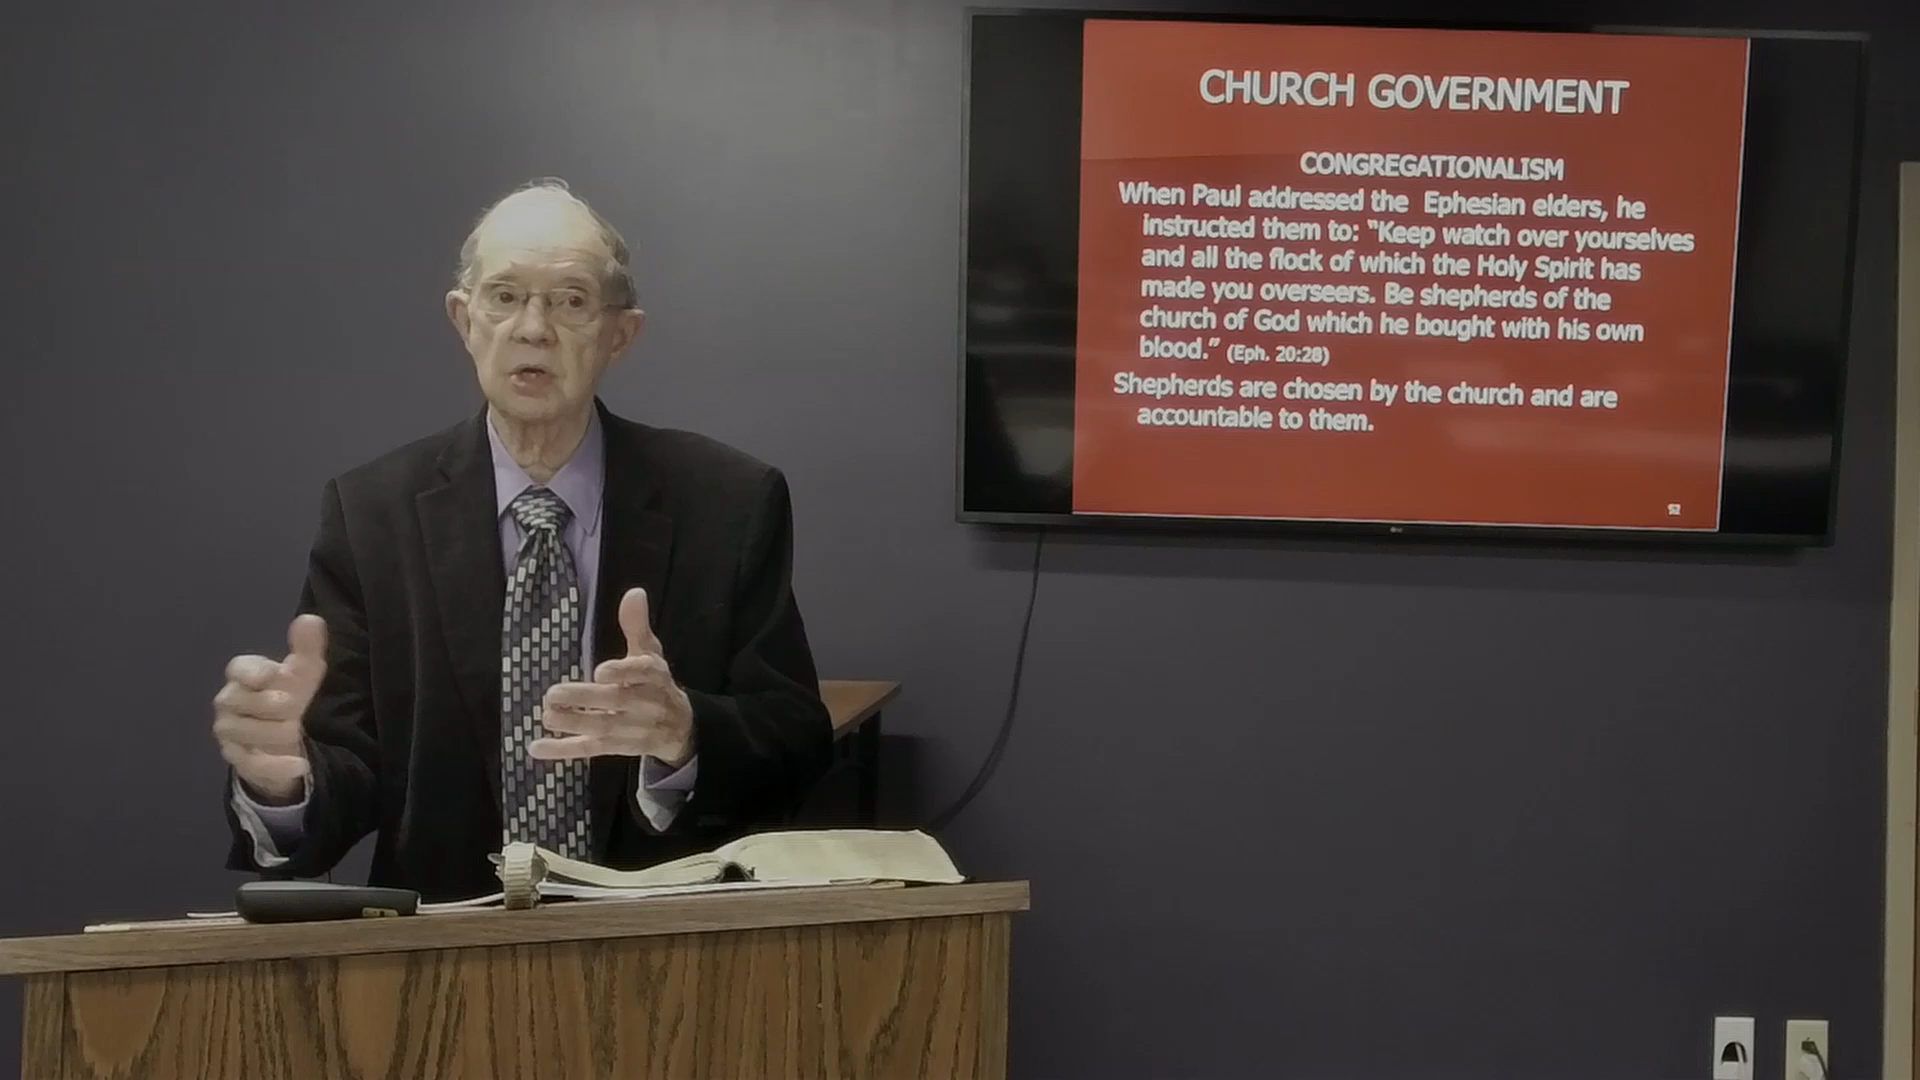 CHURCH GOVERNMENT
CONGREGATIONALISM
When Paul addressed the Ephesian elders, he
instructed them to: "Keep watch over yourselves
and all the flock of which the Holy Spirit has
made you overseers. Be shepherds of the
church of God which he bought with his own
blood." (Eph. 20:28)
Shepherds are chosen by the church and are
accountable to them.